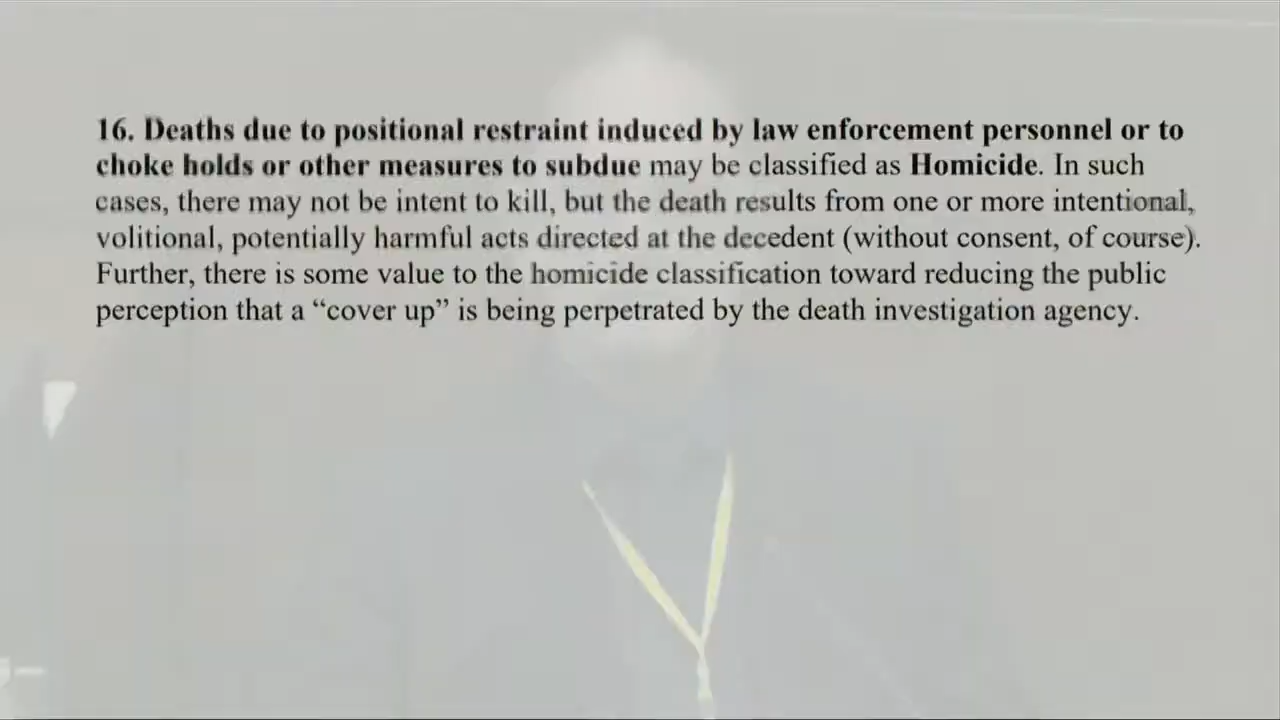 16. Deaths due to positional restraint induced by law enforcement personnel or to
choke holds or other measures to subdue may be classified as Homicide. In such
cases, there may not be intent to kill, but the death results from one or more intentional,
volitional, potentially harmful acts directed at the decedent (without consent, of course).
Further, there is some value to the homicide classification toward reducing the public
perception that a “cover up” is being perpetrated by the death investigation agency.